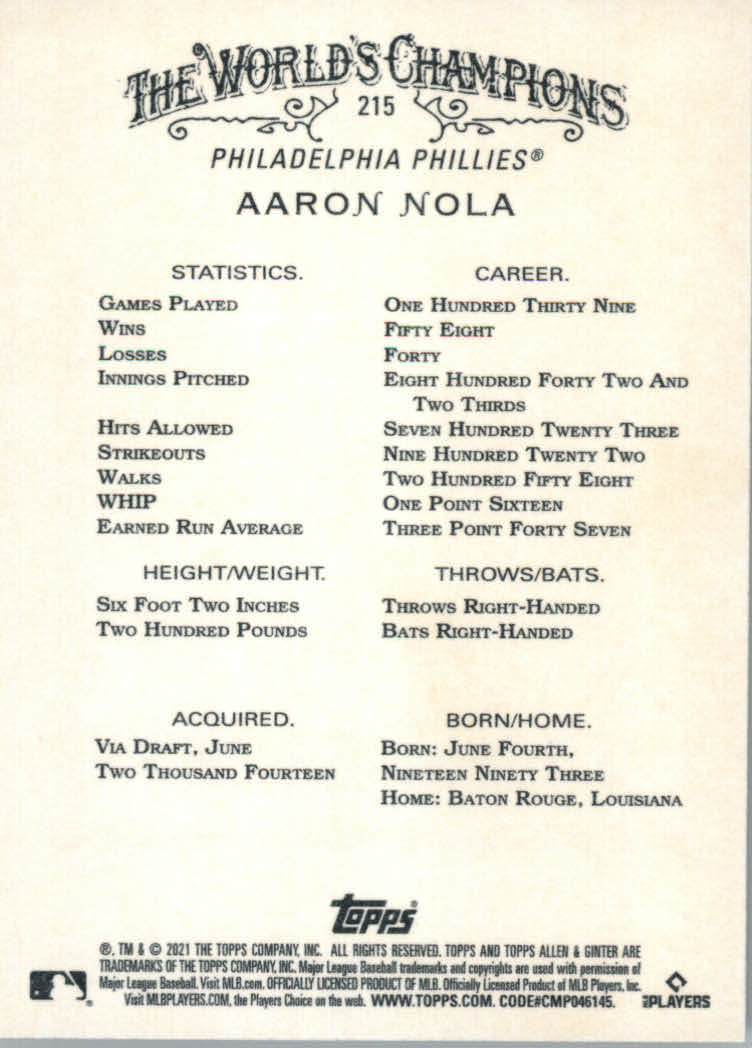 THE WORLD'S CHAMPIONS
215
PHILADELPHIA PHILLIES®
AARON NOLA
STATISTICS. CAREER.
GAMES PLAYED ONE HUNDRED THIRTY NINE
WINS FIFTY EIGHT
LOSSES FORTY
INNINGS PITCHED EIGHT HUNDRED FORTY TWO AND
TWO THIRDS
HITS ALLOWED SEVEN HUNDRED TWENTY THREE
STRIKEOUTS NINE HUNDRED TWENTY TWO
WALKS TWO HUNDRED FIFTY EIGHT
WHIP ONE POINT SIXTEEN
EARNED RUN AVERAGE THREE POINT FORTY SEVEN
HEIGHT/WEIGHT. THROWS/BATS.
SIX FOOT TWO INCHES THROWS RIGHT-HANDED
TWO HUNDRED POUNDS BATS RIGHT-HANDED
ACQUIRED. BORN/HOME.
VIA DRAFT, JUNE BORN: JUNE FOURTH,
TWO THOUSAND FOURTEEN NINETEEN NINETY THREE
HOME: BATON ROUGE, LOUISIANA
topps®
®, TM & © 2021 THE TOPPS COMPANY, INC. ALL RIGHTS RESERVED. TOPPS AND TOPPS ALLEN & GINTER ARE
TRADEMARKS OF THE TOPPS COMPANY, INC. Major League Baseball trademarks and copyrights are used with permission of
Major League Baseball. Visit MLB.com. OFFICIALLY LICENSED PRODUCT OF MLB. Officially Licensed Product of MLB Players, Inc.
Visit MLBPLAYERS.COM, the Players Choice on the web. WWW.TOPPS.COM. CODE#CMP046145.
MLB PLAYERS